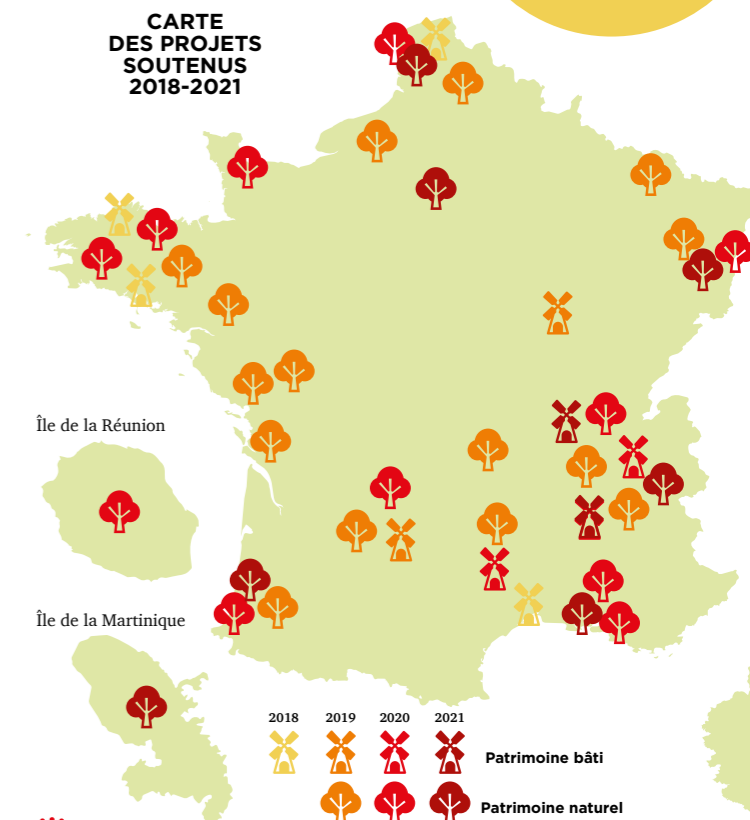 CARTE
DES PROJETS
SOUTENUS
2018-2021
Île de la Réunion
Île de la Martinique
2018 2019 2020 2021
Patrimoine bâti
Patrimoine naturel